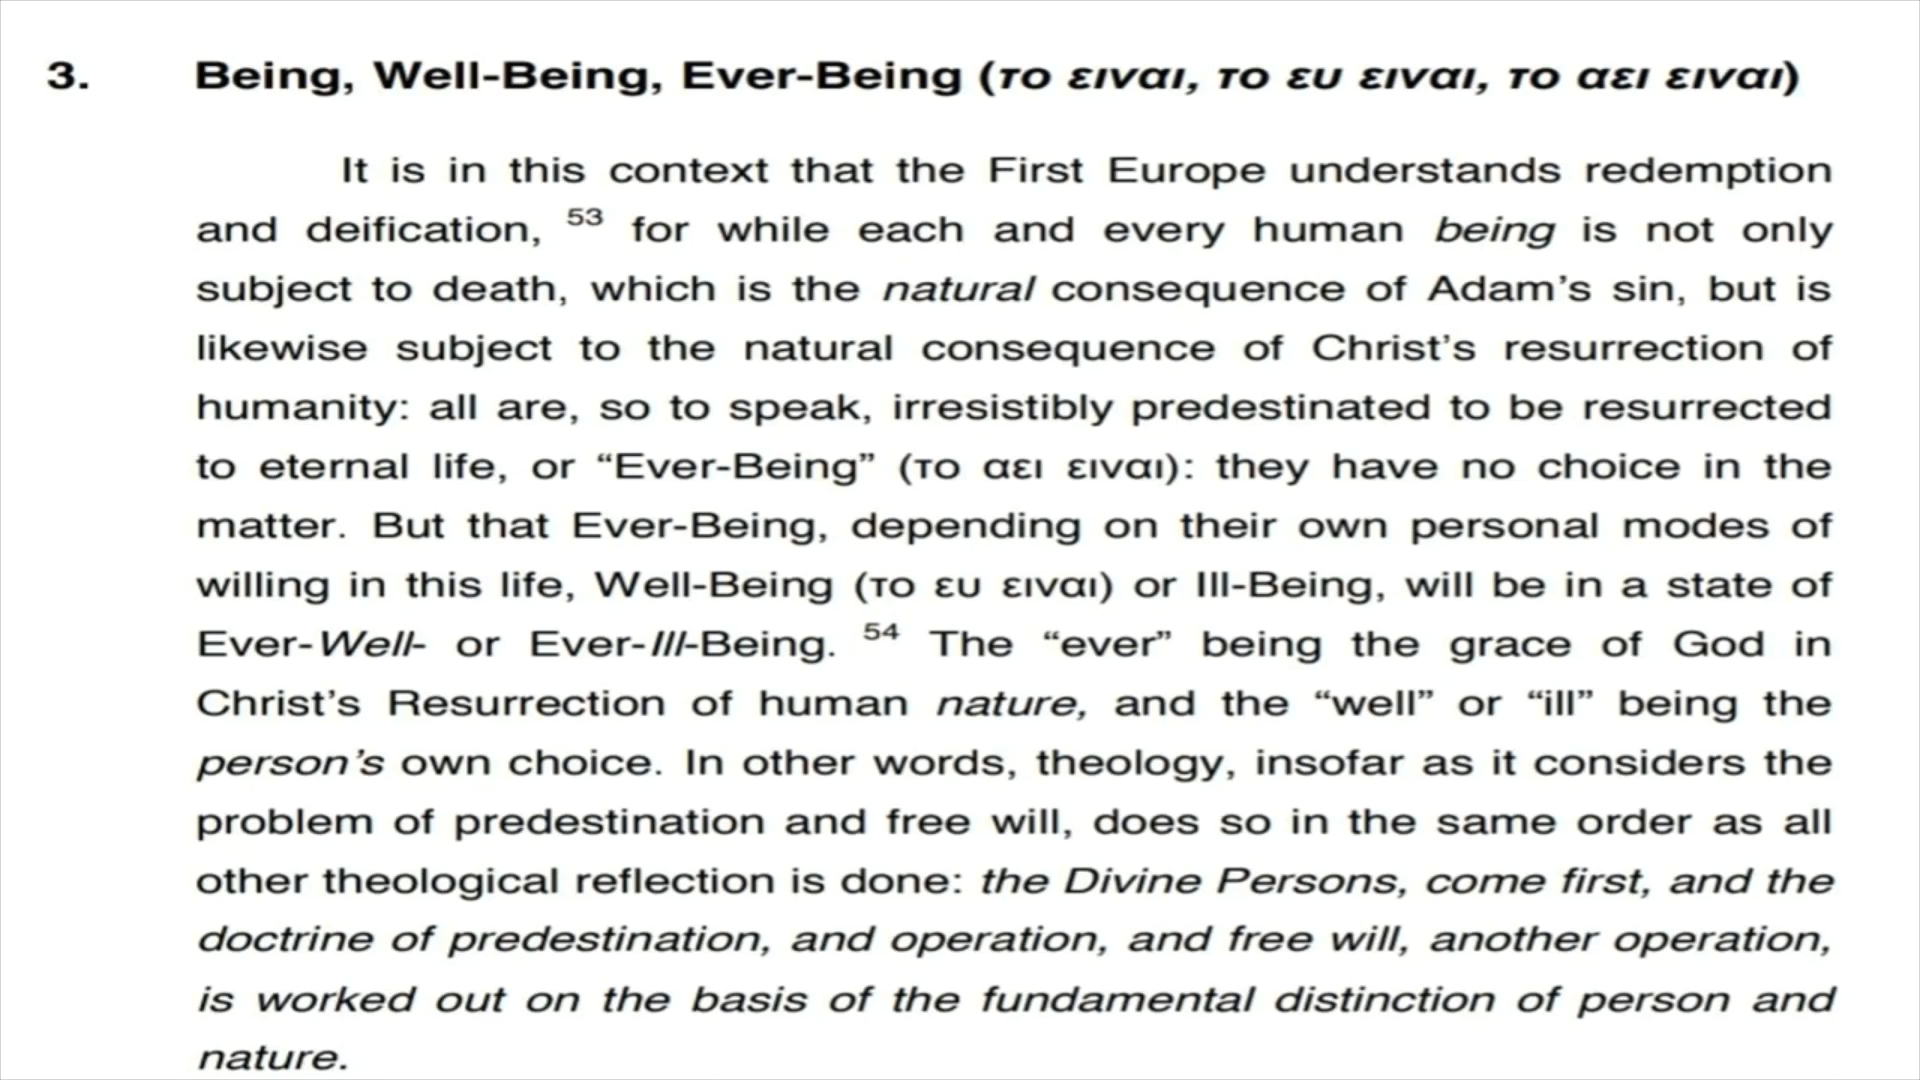 3. Being, Well-Being, Ever-Being (το ειναι, το ευ ειναι, το αει ειναι)
It is in this context that the First Europe understands redemption
and deification, 53 for while each and every human being is not only
subject to death, which is the natural consequence of Adam’s sin, but is
likewise subject to the natural consequence of Christ’s resurrection of
humanity: all are, so to speak, irresistibly predestinated to be resurrected
to eternal life, or “Ever-Being” (το αει ειναι): they have no choice in the
matter. But that Ever-Being, depending on their own personal modes of
willing in this life, Well-Being (το ευ ειναι) or Ill-Being, will be in a state of
Ever-Well- or Ever-Ill-Being. 54 The “ever” being the grace of God in
Christ’s Resurrection of human nature, and the “well” or “ill” being the
person’s own choice. In other words, theology, insofar as it considers the
problem of predestination and free will, does so in the same order as all
other theological reflection is done: the Divine Persons, come first, and the
doctrine of predestination, and operation, and free will, another operation,
is worked out on the basis of the fundamental distinction of person and
nature.